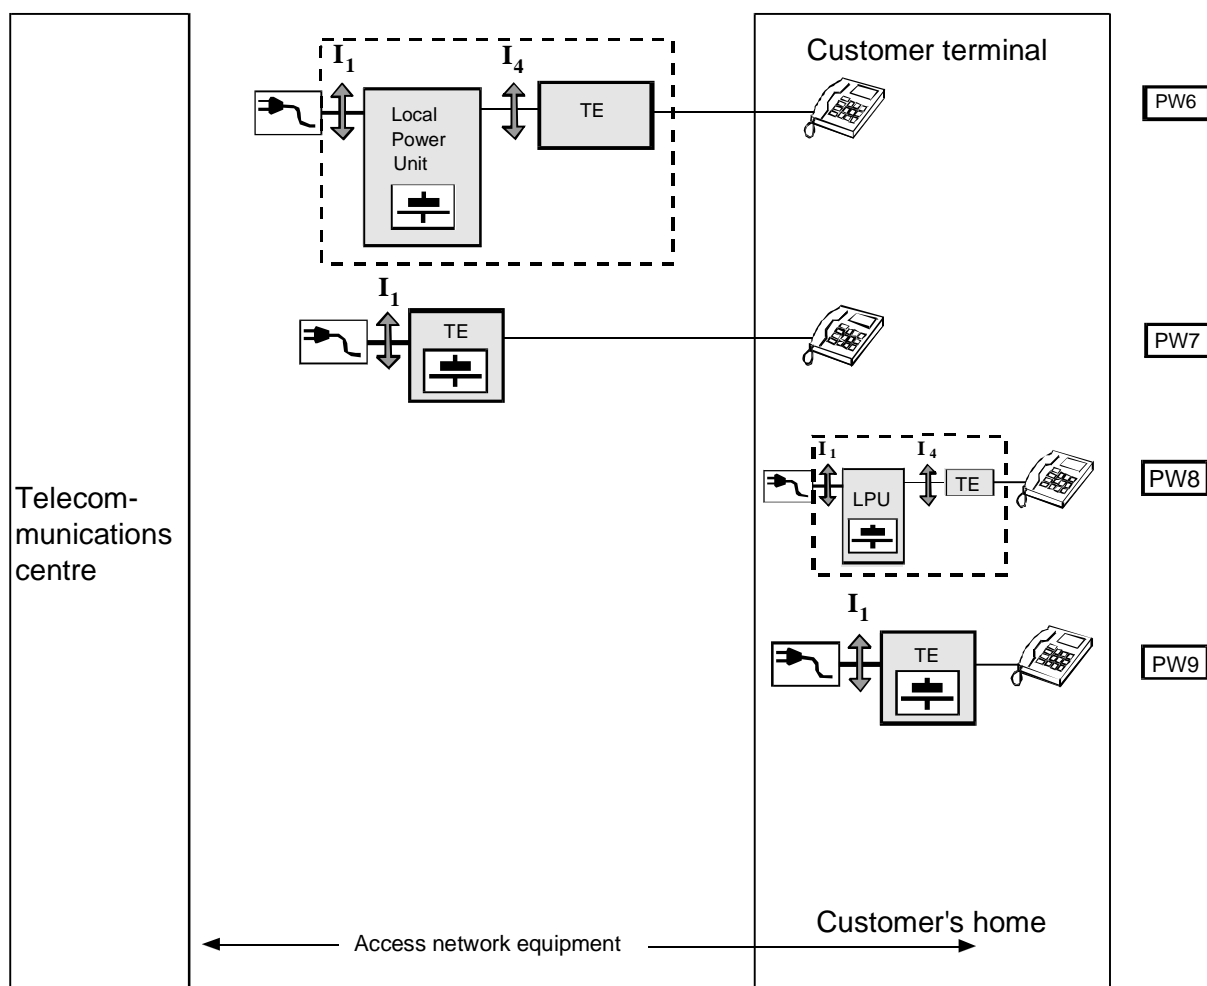 Customer terminal
I1
I4
Local
Power
Unit
TE
PW6
I1
TE
PW7
I1
I4
LPU
TE
PW8
Telecom-
munications
centre
I1
TE
PW9
Customer's home
Access network equipment